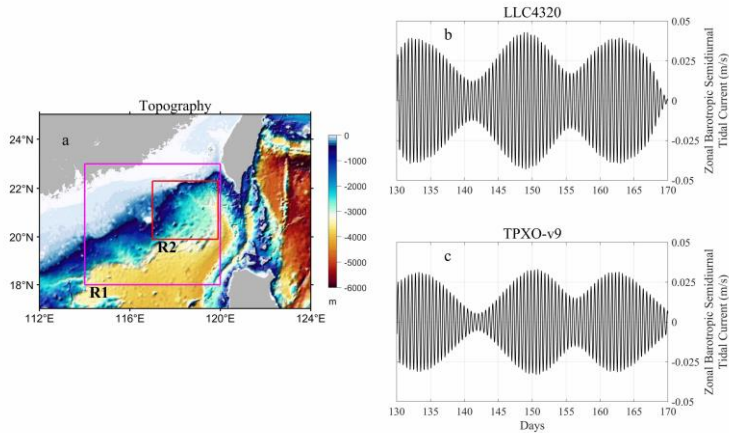 Topography
a
24°N
22°N
20°N
18°N
112°E
116°E
120°E
124°E
R1
R2
0
-1000
-2000
-3000
-4000
-5000
-6000
m
LLC4320
b
0.05
0.025
0
-0.025
-0.05
130
135
140
145
150
155
160
165
170
Zonal Barotropic Semidiurnal
Tidal Current (m/s)
TPXO-v9
c
0.05
0.025
0
-0.025
-0.05
130
135
140
145
150
155
160
165
170
Days
Zonal Barotropic Semidiurnal
Tidal Current (m/s)